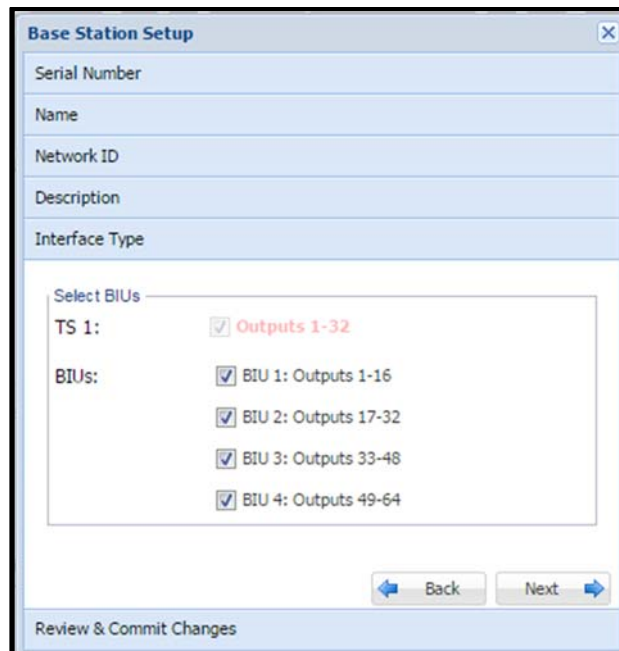 Base Station Setup
Serial Number
Name
Network ID
Description
Interface Type
Select BIUs
TS 1: Outputs 1-32
BIUs: BIU 1: Outputs 1-16
BIU 2: Outputs 17-32
BIU 3: Outputs 33-48
BIU 4: Outputs 49-64
Back Next
Review & Commit Changes